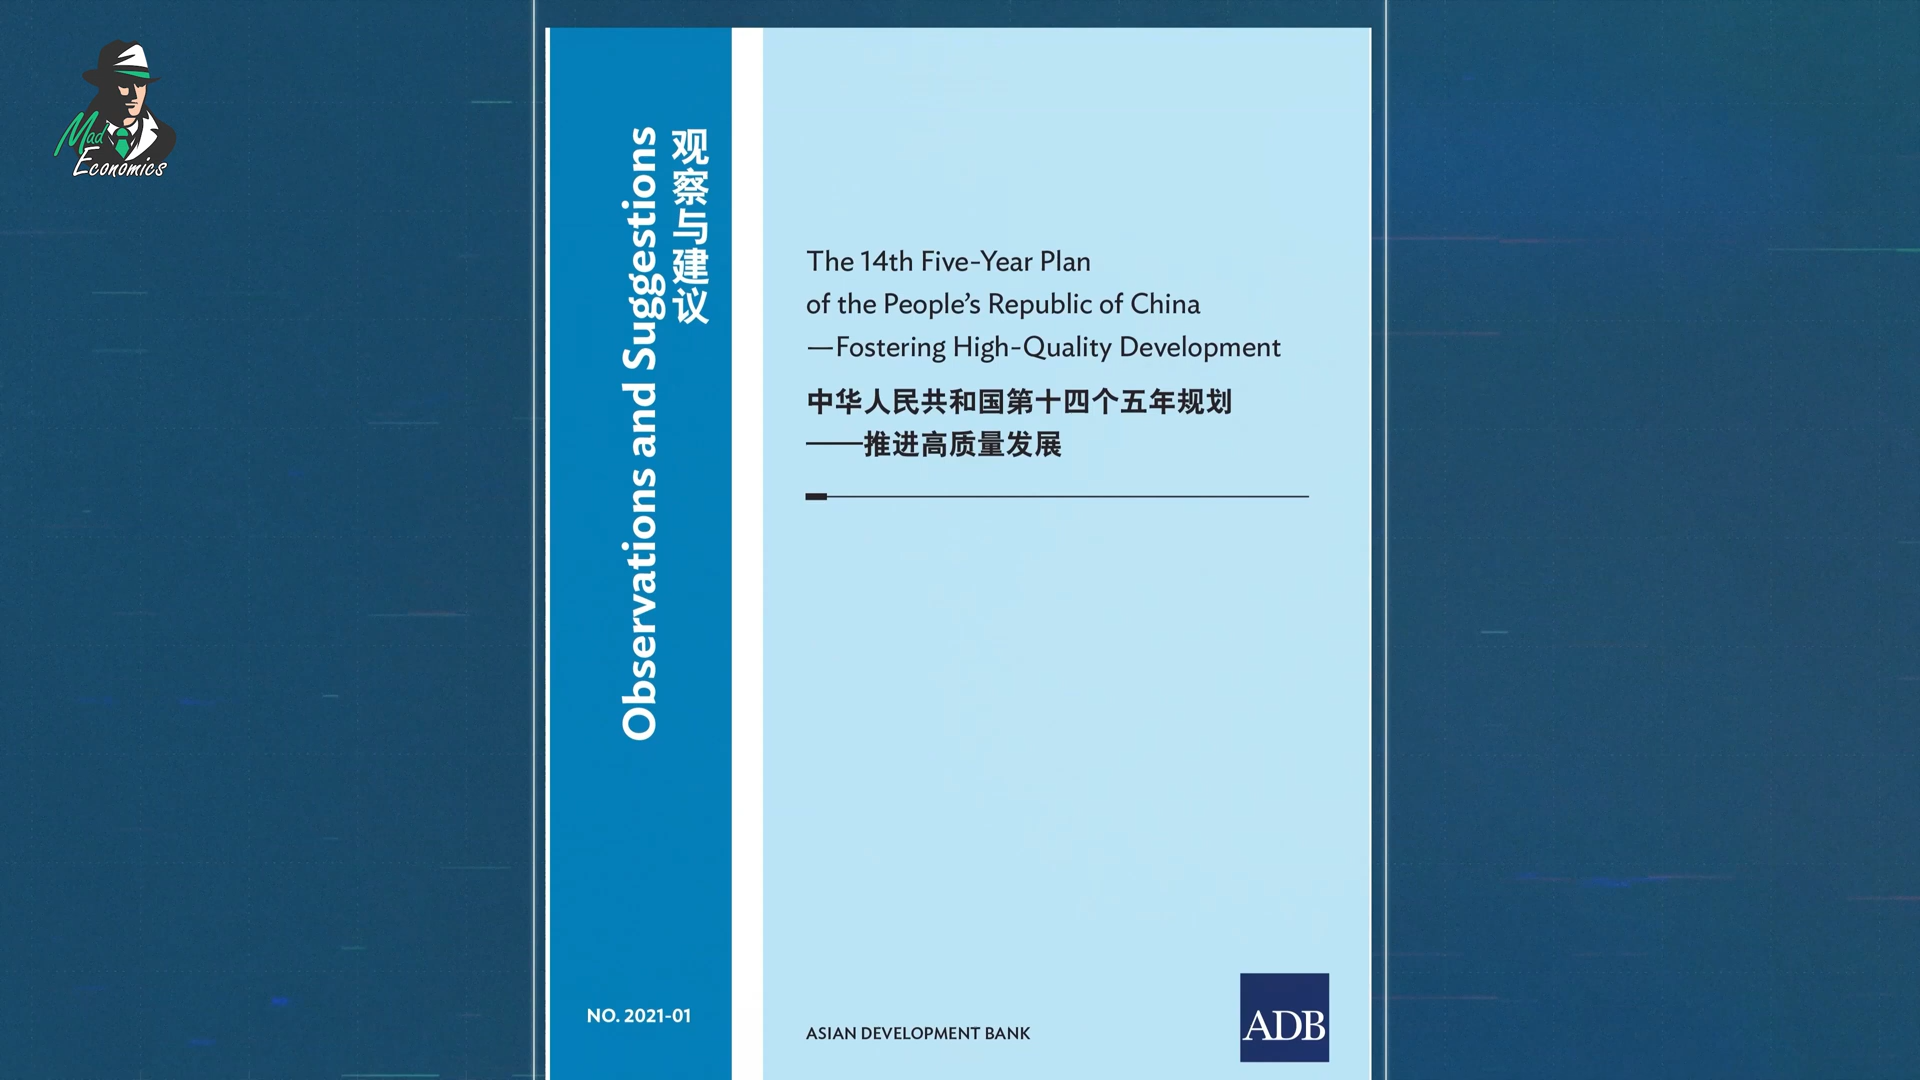 Mad
Economics
观察与建议
Observations and Suggestions
The 14th Five-Year Plan
of the People’s Republic of China
—Fostering High-Quality Development
中华人民共和国第十四个五年规划
——推进高质量发展
NO. 2021-01
ASIAN DEVELOPMENT BANK
ADB